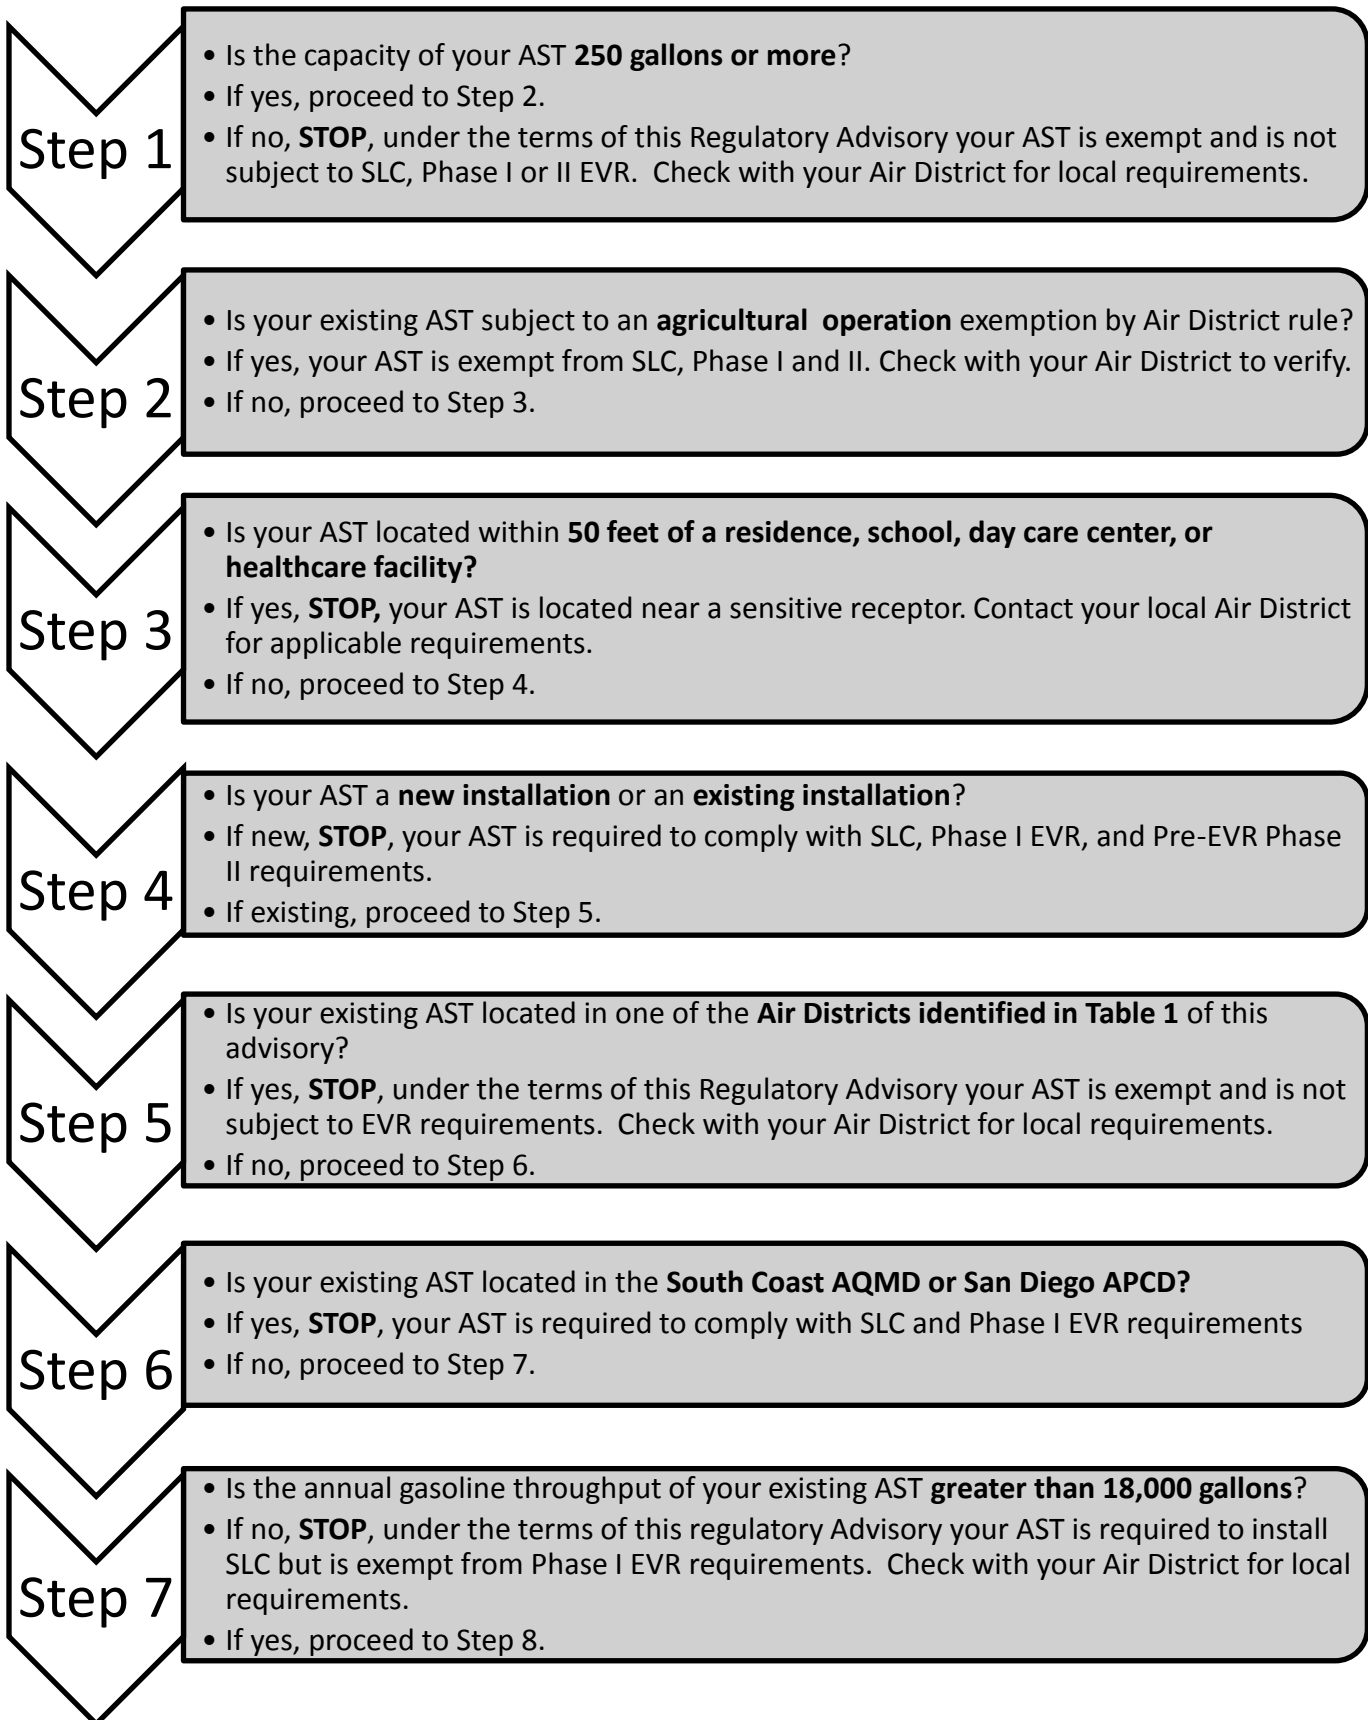 Step 1
• Is the capacity of your AST 250 gallons or more?
• If yes, proceed to Step 2.
• If no, STOP, under the terms of this Regulatory Advisory your AST is exempt and is not
subject to SLC, Phase I or II EVR.  Check with your Air District for local requirements.
Step 2
• Is your existing AST subject to an agricultural  operation exemption by Air District rule?
• If yes, your AST is exempt from SLC, Phase I and II. Check with your Air District to verify.
• If no, proceed to Step 3.
Step 3
• Is your AST located within 50 feet of a residence, school, day care center, or
healthcare facility?
• If yes, STOP, your AST is located near a sensitive receptor. Contact your local Air District
for applicable requirements.
• If no, proceed to Step 4.
Step 4
• Is your AST a new installation or an existing installation?
• If new, STOP, your AST is required to comply with SLC, Phase I EVR, and Pre-EVR Phase
II requirements.
• If existing, proceed to Step 5.
Step 5
• Is your existing AST located in one of the Air Districts identified in Table 1 of this
advisory?
• If yes, STOP, under the terms of this Regulatory Advisory your AST is exempt and is not
subject to EVR requirements.  Check with your Air District for local requirements.
• If no, proceed to Step 6.
Step 6
• Is your existing AST located in the South Coast AQMD or San Diego APCD?
• If yes, STOP, your AST is required to comply with SLC and Phase I EVR requirements
• If no, proceed to Step 7.
Step 7
• Is the annual gasoline throughput of your existing AST greater than 18,000 gallons?
• If no, STOP, under the terms of this regulatory Advisory your AST is required to install
SLC but is exempt from Phase I EVR requirements.  Check with your Air District for local
requirements.
• If yes, proceed to Step 8.